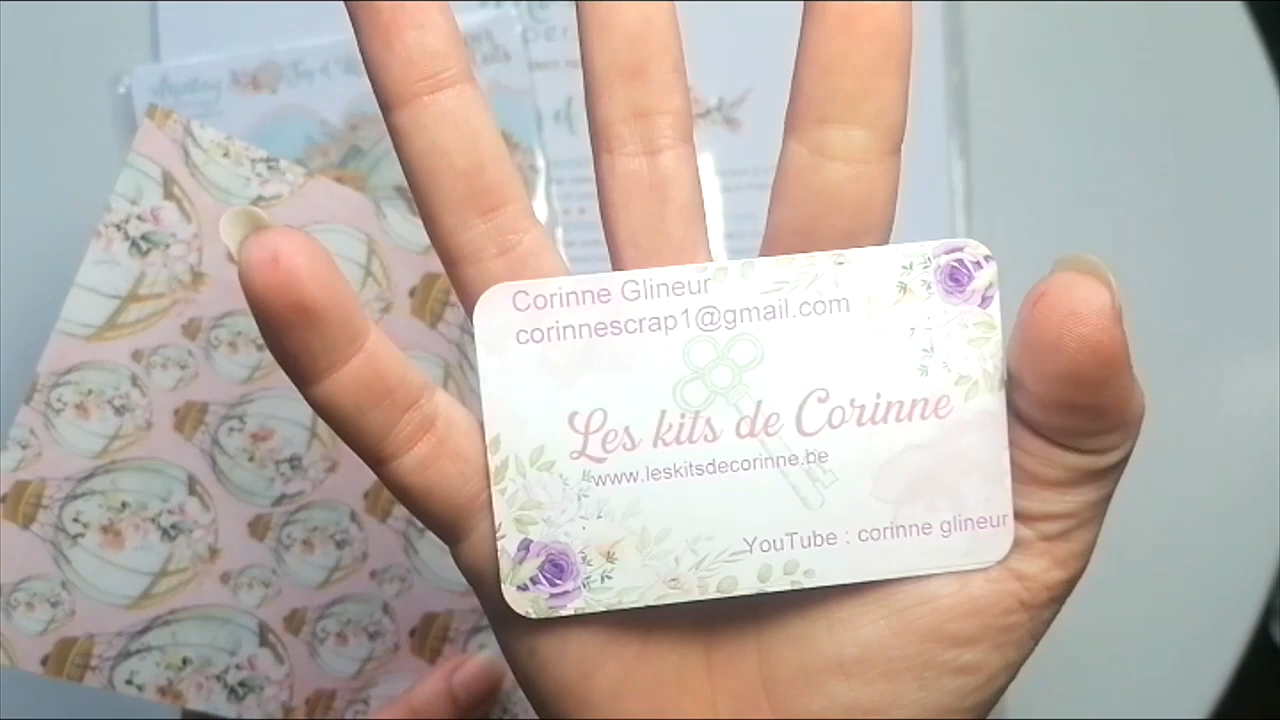 Corinne Glineur
corinnescrap1@gmail.com
Les kits de Corinne
www.leskitsdecorinne.be
YouTube : corinne glineur